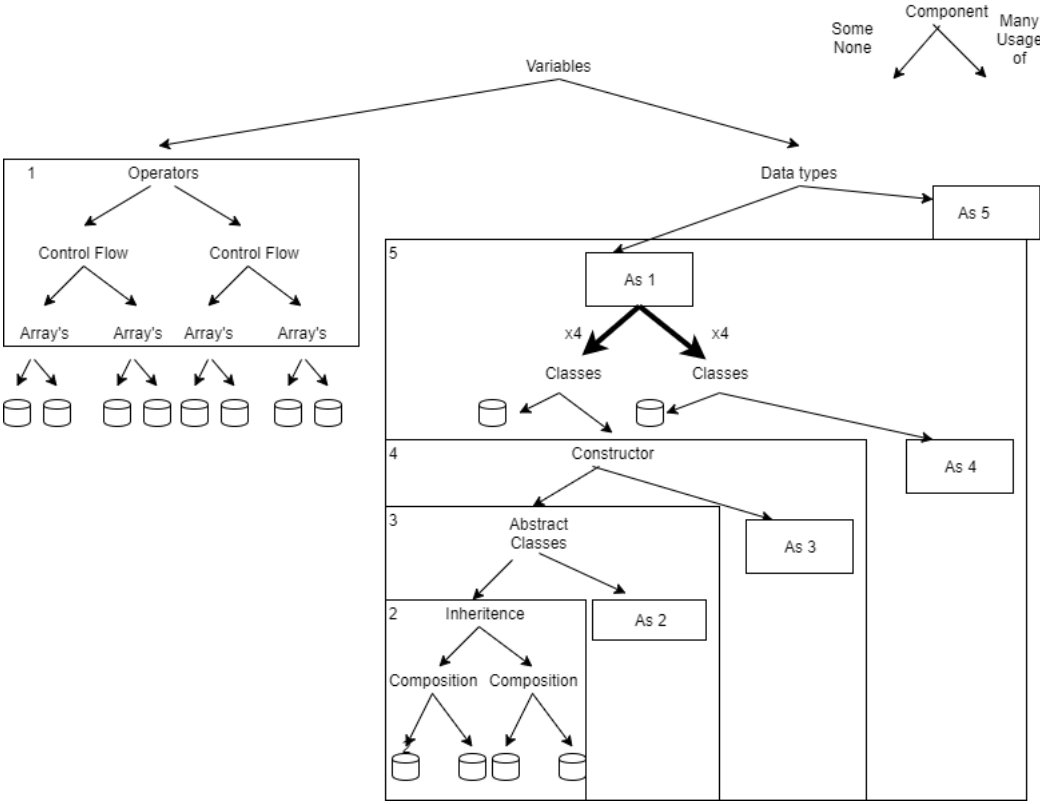 Component
Some
None
Many
Usage
of
Variables
1
Operators
Data types
As 5
Control Flow
Control Flow
5
As 1
Array's
Array's
Array's
Array's
x4
x4
Classes
Classes
4
Constructor
As 4
3
Abstract
Classes
As 3
2
Inheritence
As 2
Composition
Composition